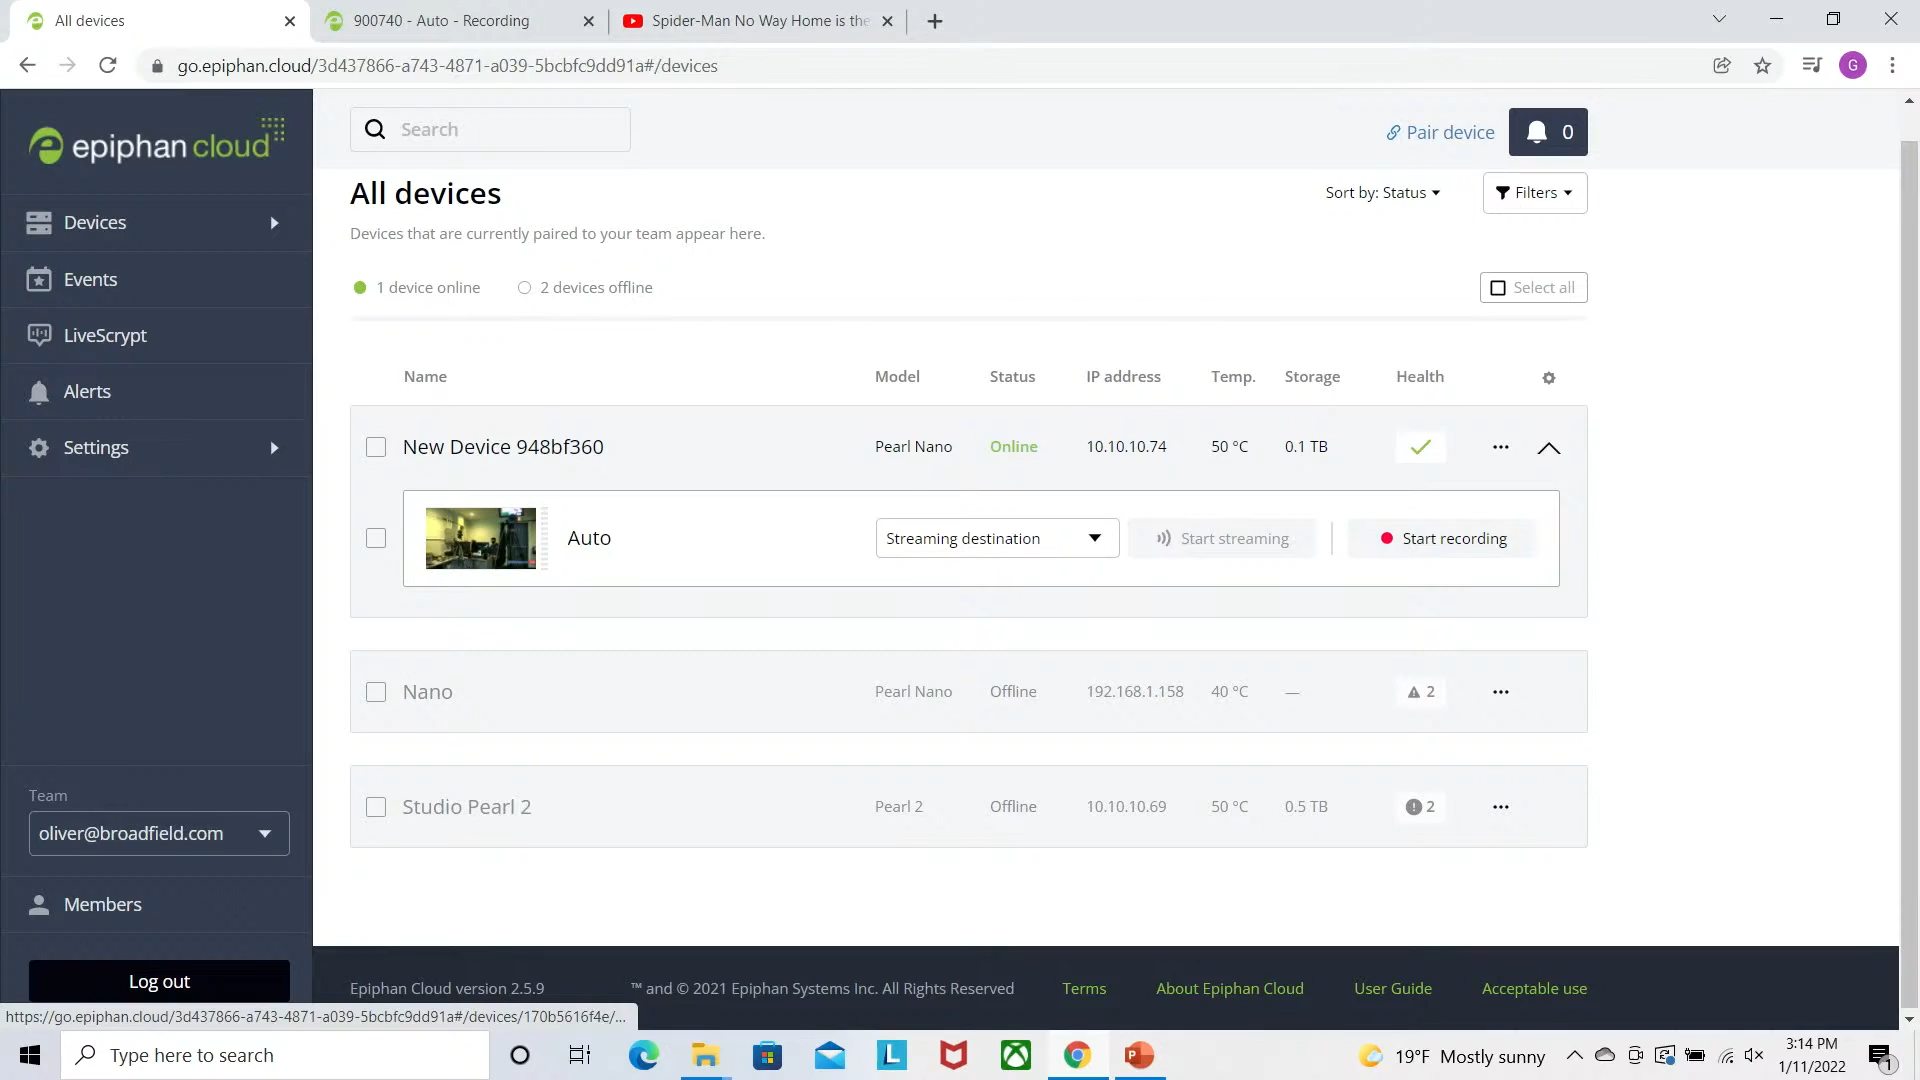 All devices
900740 - Auto - Recording
Spider-Man No Way Home is the
go.epiphan.cloud/3d437866-a743-4871-a039-5bcbfc9dd91a#/devices
G
epiphan cloud
Search
Pair device
0
Devices
Events
LiveScrypt
Alerts
Settings
All devices
Sort by: Status
Filters
Devices that are currently paired to your team appear here.
1 device online
2 devices offline
Select all
Name
Model
Status
IP address
Temp.
Storage
Health
New Device 948bf360
Pearl Nano
Online
10.10.10.74
50 °C
0.1 TB
Auto
Streaming destination
Start streaming
Start recording
Nano
Pearl Nano
Offline
192.168.1.158
40 °C
—
2
Studio Pearl 2
Pearl 2
Offline
10.10.10.69
50 °C
0.5 TB
2
Team
oliver@broadfield.com
Members
Log out
Epiphan Cloud version 2.5.9
™ and © 2021 Epiphan Systems Inc. All Rights Reserved
Terms
About Epiphan Cloud
User Guide
Acceptable use
https://go.epiphan.cloud/3d437866-a743-4871-a039-5bcbfc9dd91a#/devices/170b5616f4e/...
Type here to search
L
P
19°F Mostly sunny
3:14 PM
1/11/2022
1